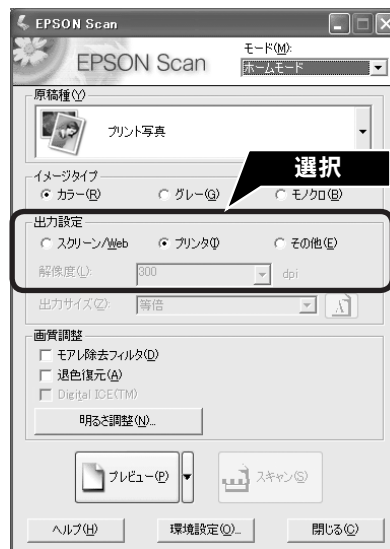 EPSON Scan
EPSON Scan
モード(M):
ホームモード
原稿種(Y)
プリント写真
選択
イメージタイプ
カラー(R) グレー(G) モノクロ(B)
出力設定
スクリーン/Web プリンタ(I) その他(E)
解像度(L): 300 dpi
出力サイズ(Z): 等倍
画質調整
モアレ除去フィルタ(D)
退色復元(A)
Digital ICE(TM)
明るさ調整(N)...
プレビュー(P) スキャン(S)
ヘルプ(H) 環境設定(O)... 閉じる(C)